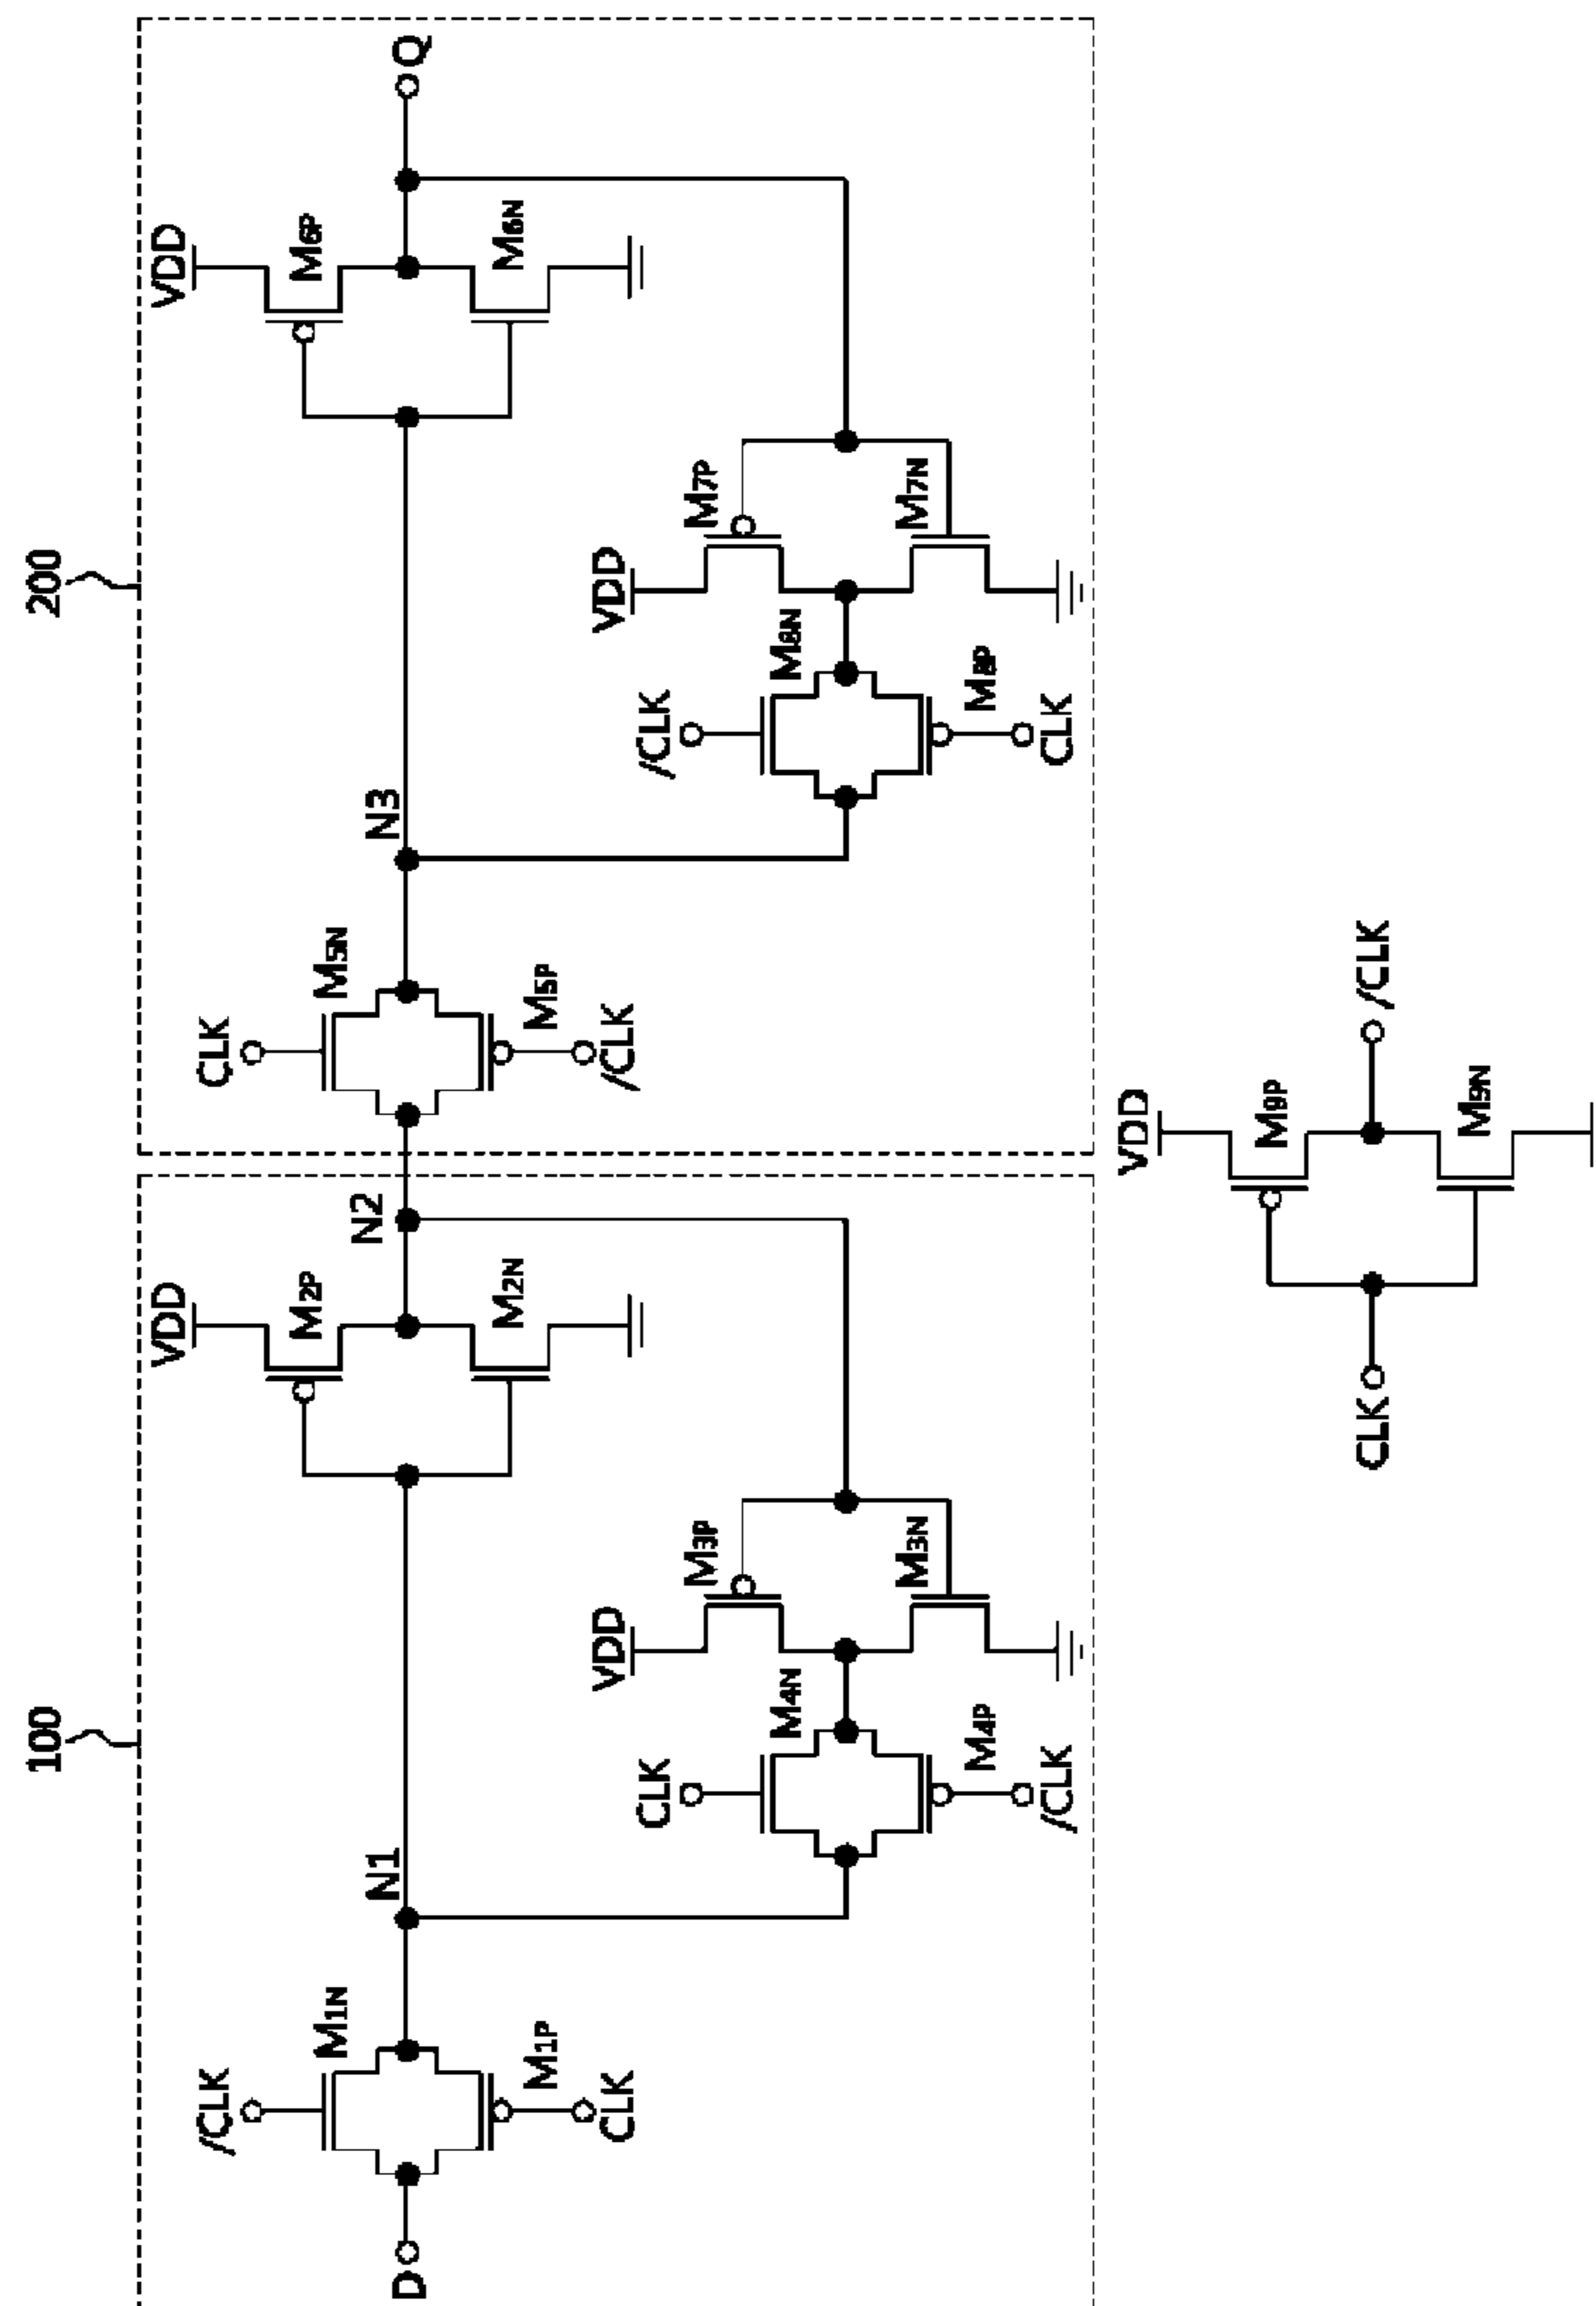 100
200
/CLK
M1N
D
M1P
CLK
N1
VDD
M2P
M2N
N2
CLK
M4N
VDD
M3P
M3N
M4P
/CLK
CLK
M5N
M5P
/CLK
N3
VDD
M6P
M6N
Q
/CLK
M8N
VDD
M7P
M7N
M8P
CLK
VDD
M9P
CLK
/CLK
M9N